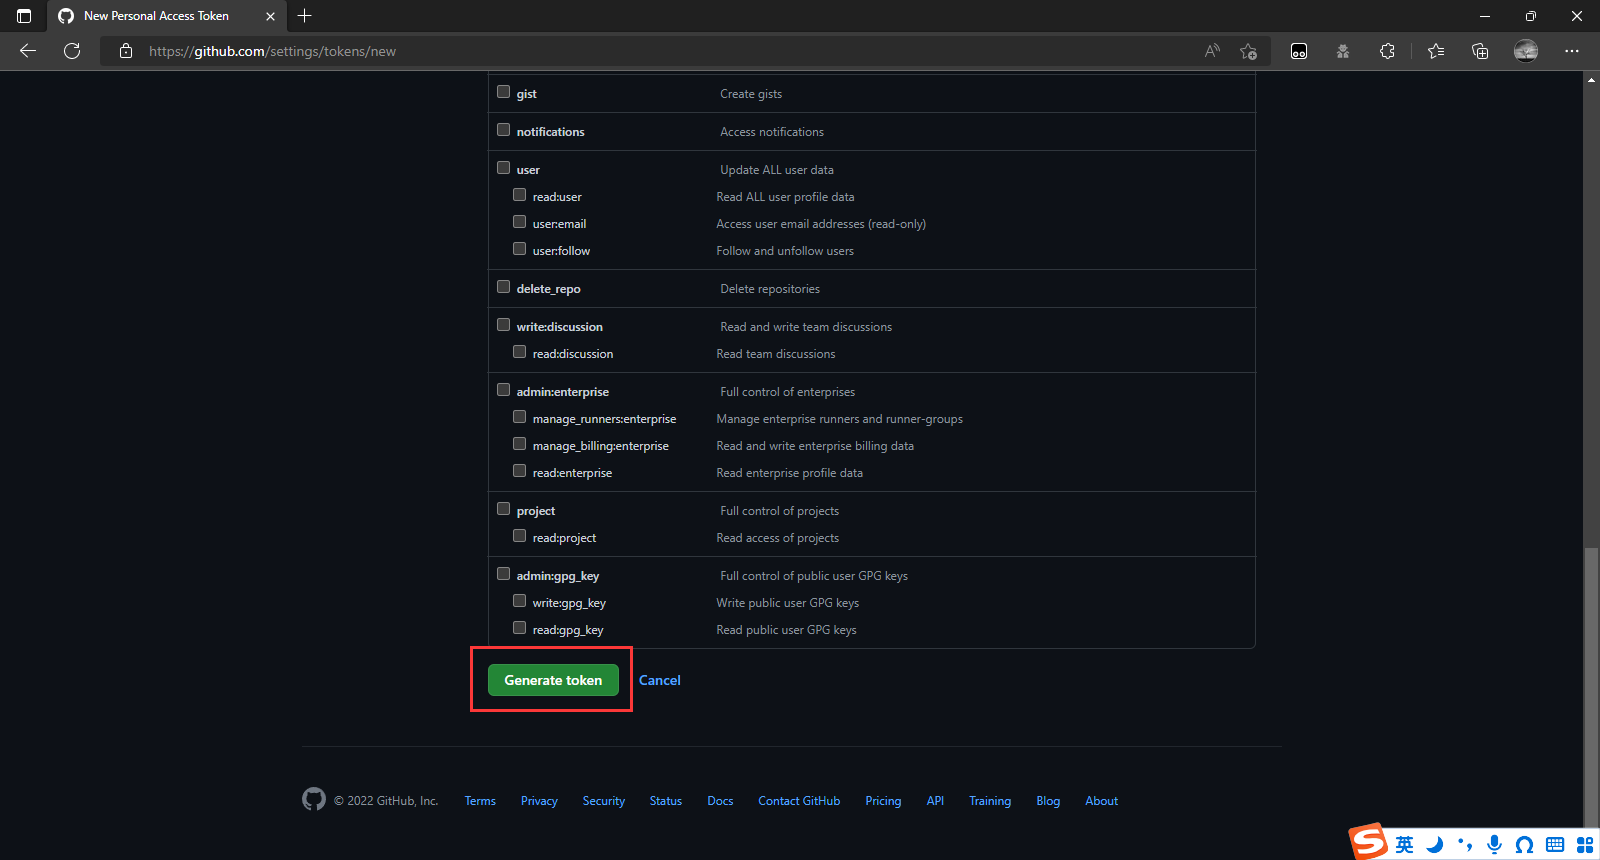 New Personal Access Token
https://github.com/settings/tokens/new
gist Create gists
notifications Access notifications
user Update ALL user data
read:user Read ALL user profile data
user:email Access user email addresses (read-only)
user:follow Follow and unfollow users
delete_repo Delete repositories
write:discussion Read and write team discussions
read:discussion Read team discussions
admin:enterprise Full control of enterprises
manage_runners:enterprise Manage enterprise runners and runner-groups
manage_billing:enterprise Read and write enterprise billing data
read:enterprise Read enterprise profile data
project Full control of projects
read:project Read access of projects
admin:gpg_key Full control of public user GPG keys
write:gpg_key Write public user GPG keys
read:gpg_key Read public user GPG keys
Generate token Cancel
© 2022 GitHub, Inc. Terms Privacy Security Status Docs Contact GitHub Pricing API Training Blog About
S 英